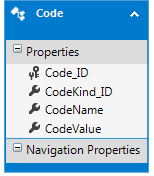 Code
Properties
Code_ID
CodeKind_ID
CodeName
CodeValue
Navigation Properties